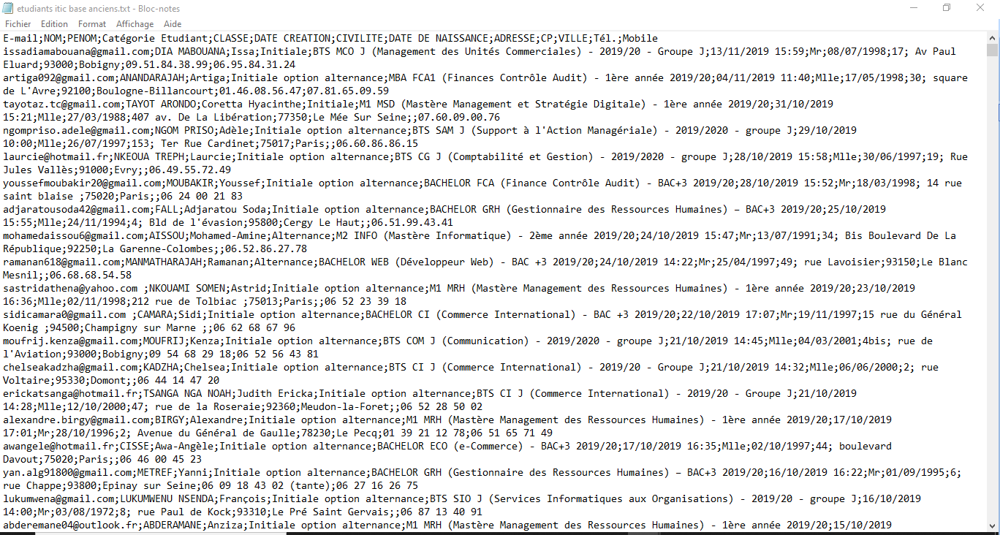 etudiants itic base anciens.txt - Bloc-notes
Fichier Edition Format Affichage Aide
E-mail;NOM;PENOM;Catégorie Etudiant;CLASSE;DATE CREATION;CIVILITE;DATE DE NAISSANCE;ADRESSE;CP;VILLE;Tél.;Mobile
issadiamabouana@gmail.com;DIA MABOUANA;Issa;Initiale;BTS MCO J (Management des Unités Commerciales) - 2019/20 - Groupe J;13/11/2019 15:59;Mr;08/07/1998;17; Av Paul
Eluard;93000;Bobigny;09.51.84.38.99;06.95.84.31.24
artiga092@gmail.com;ANANDARAJAH;Artiga;Initiale option alternance;MBA FCA1 (Finances Contrôle Audit) - 1ère année 2019/20;04/11/2019 11:40;Mlle;17/05/1998;30; square
de L'Avre;92100;Boulogne-Billancourt;01.46.08.56.47;07.81.65.09.59
tayotaz.tc@gmail.com;TAYOT ARONDO;Coretta Hyacinthe;Initiale;M1 MSD (Mastère Management et Stratégie Digitale) - 1ère année 2019/20;31/10/2019
15:21;Mlle;27/03/1988;407 av. De La Libération;77350;Le Mée Sur Seine;;07.60.09.00.76
ngompriso.adele@gmail.com;NGOM PRISO;Adèle;Initiale option alternance;BTS SAM J (Support à l'Action Managériale) - 2019/2020 - groupe J;29/10/2019
10:00;Mlle;26/07/1997;153; Ter Rue Cardinet;75017;Paris;;06.60.86.86.15
laurcie@hotmail.fr;NKEOUA TREPH;Laurcie;Initiale option alternance;BTS CG J (Comptabilité et Gestion) - 2019/2020 - groupe J;28/10/2019 15:58;Mlle;30/06/1997;19; Rue
Jules Vallès;91000;Evry;;06.49.55.72.49
youssefmoubakir20@gmail.com;MOUBAKIR;Youssef;Initiale option alternance;BACHELOR FCA (Finance Contrôle Audit) - BAC+3 2019/20;28/10/2019 15:52;Mr;18/03/1998; 14 rue
saint blaise ;75020;Paris;;06 24 00 21 83
adjaratousoda42@gmail.com;FALL;Adjaratou Soda;Initiale option alternance;BACHELOR GRH (Gestionnaire des Ressources Humaines) – BAC+3 2019/20;25/10/2019
15:55;Mlle;24/11/1994;4; Bld de l'évasion;95800;Cergy Le Haut;;06.51.99.43.41
mohamedaissou6@gmail.com;AISSOU;Mohamed-Amine;Alternance;M2 INFO (Mastère Informatique) - 2ème année 2019/20;24/10/2019 15:47;Mr;13/07/1991;34; Bis Boulevard De La
République;92250;La Garenne-Colombes;;06.52.86.27.78
ramanan618@gmail.com;MANMATHARAJAH;Ramanan;Alternance;BACHELOR WEB (Développeur Web) - BAC +3 2019/20;24/10/2019 14:22;Mr;25/04/1997;49; rue Lavoisier;93150;Le Blanc
Mesnil;;06.68.68.54.58
sastridathena@yahoo.com ;NKOUAMI SOMEN;Astrid;Initiale option alternance;M1 MRH (Mastère Management des Ressources Humaines) - 1ère année 2019/20;23/10/2019
16:36;Mlle;02/11/1998;212 rue de Tolbiac ;75013;Paris;;06 52 23 39 18
sidicamara0@gmail.com ;CAMARA;Sidi;Initiale option alternance;BACHELOR CI (Commerce International) - BAC +3 2019/20;22/10/2019 17:07;Mr;19/11/1997;15 rue du Général
Koenig ;94500;Champigny sur Marne ;;06 62 68 67 96
moufrij.kenza@gmail.com;MOUFRIJ;Kenza;Initiale option alternance;BTS COM J (Communication) - 2019/2020 - groupe J;21/10/2019 14:45;Mlle;04/03/2001;4bis; rue de
l'Aviation;93000;Bobigny;09 54 68 29 18;06 52 56 43 81
chelseakadzha@gmail.com;KADZHA;Chelsea;Initiale option alternance;BTS CI J (Commerce International) - 2019/20 - Groupe J;21/10/2019 14:32;Mlle;06/06/2000;2; rue
Voltaire;95330;Domont;;06 44 14 47 20
erickatsanga@hotmail.fr;TSANGA NGA NOAH;Judith Ericka;Initiale option alternance;BTS CI J (Commerce International) - 2019/20 - Groupe J;21/10/2019
14:28;Mlle;12/10/2000;47; rue de la Roseraie;92360;Meudon-la-Foret;;06 52 28 50 02
alexandre.birgy@gmail.com;BIRGY;Alexandre;Initiale option alternance;M1 MRH (Mastère Management des Ressources Humaines) - 1ère année 2019/20;17/10/2019
17:01;Mr;28/10/1996;2; Avenue du Général de Gaulle;78230;Le Pecq;01 39 21 12 78;06 51 65 71 49
awangele@hotmail.fr;CISSE;Awa-Angèle;Initiale option alternance;BACHELOR ECO (e-Commerce) - BAC+3 2019/20;17/10/2019 16:35;Mlle;02/10/1997;44; boulevard
Davout;75020;Paris;;06 46 00 45 23
yan.alg91800@gmail.com;METREF;Yanni;Initiale option alternance;BACHELOR GRH (Gestionnaire des Ressources Humaines) – BAC+3 2019/20;16/10/2019 16:22;Mr;01/09/1995;6;
rue Chappe;93800;Epinay sur Seine;06 09 18 43 02 (tante);06 27 16 26 75
lukumwena@gmail.com;LUKUMWENU NSENDA;François;Initiale option alternance;BTS SIO J (Services Informatiques aux Organisations) - 2019/20 - groupe J;16/10/2019
14:00;Mr;03/08/1972;8; rue Paul de Kock;93310;Le Pré Saint Gervais;;06 87 13 40 91
abderemane04@outlook.fr;ABDERAMANE;Anziza;Initiale option alternance;M1 MRH (Mastère Management des Ressources Humaines) - 1ère année 2019/20;15/10/2019